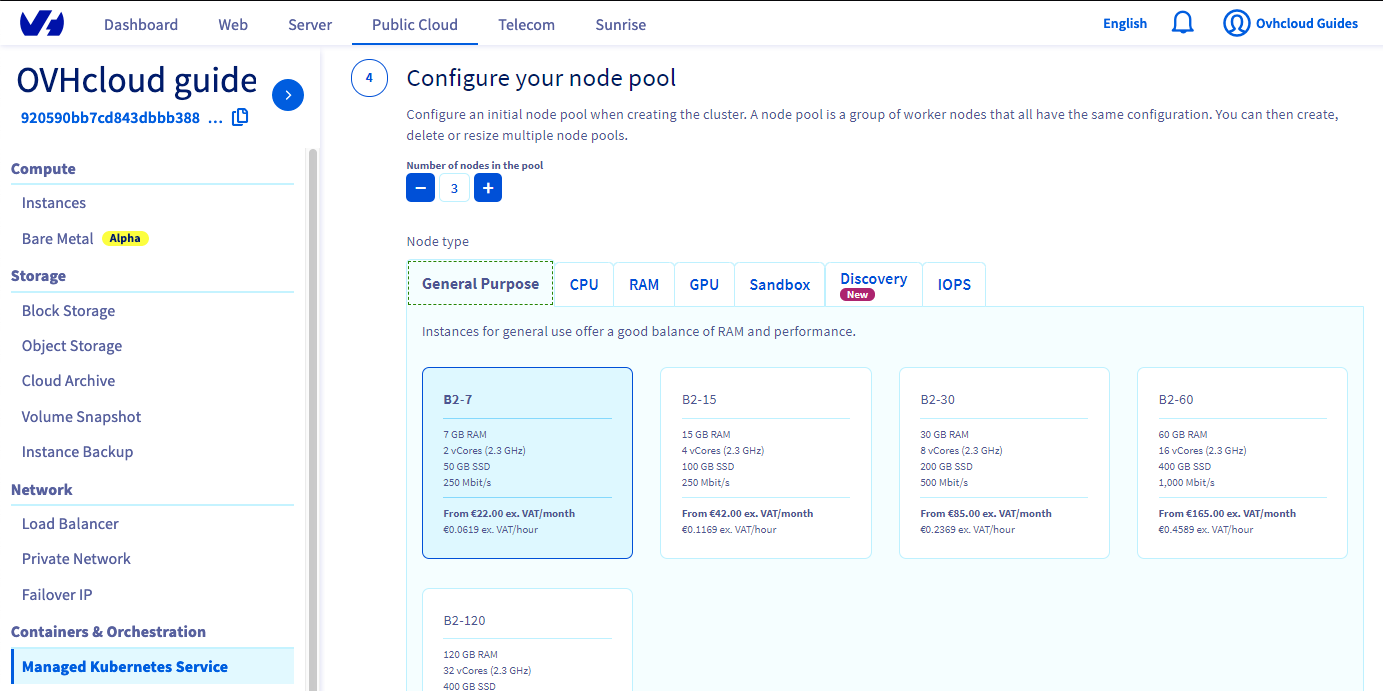 Dashboard
Web
Server
Public Cloud
Telecom
Sunrise
English
Ovhcloud Guides
OVHcloud guide
920590bb7cd843dbbb388 ...
Compute
Instances
Bare Metal Alpha
Storage
Block Storage
Object Storage
Cloud Archive
Volume Snapshot
Instance Backup
Network
Load Balancer
Private Network
Failover IP
Containers & Orchestration
Managed Kubernetes Service
4
Configure your node pool
Configure an initial node pool when creating the cluster. A node pool is a group of worker nodes that all have the same configuration. You can then create,
delete or resize multiple node pools.
Number of nodes in the pool
− 3 +
Node type
General Purpose
CPU
RAM
GPU
Sandbox
Discovery
New
IOPS
Instances for general use offer a good balance of RAM and performance.
B2-7
7 GB RAM
2 vCores (2.3 GHz)
50 GB SSD
250 Mbit/s
From €22.00 ex. VAT/month
€0.0619 ex. VAT/hour
B2-15
15 GB RAM
4 vCores (2.3 GHz)
100 GB SSD
250 Mbit/s
From €42.00 ex. VAT/month
€0.1169 ex. VAT/hour
B2-30
30 GB RAM
8 vCores (2.3 GHz)
200 GB SSD
500 Mbit/s
From €85.00 ex. VAT/month
€0.2369 ex. VAT/hour
B2-60
60 GB RAM
16 vCores (2.3 GHz)
400 GB SSD
1,000 Mbit/s
From €165.00 ex. VAT/month
€0.4589 ex. VAT/hour
B2-120
120 GB RAM
32 vCores (2.3 GHz)
400 GB SSD